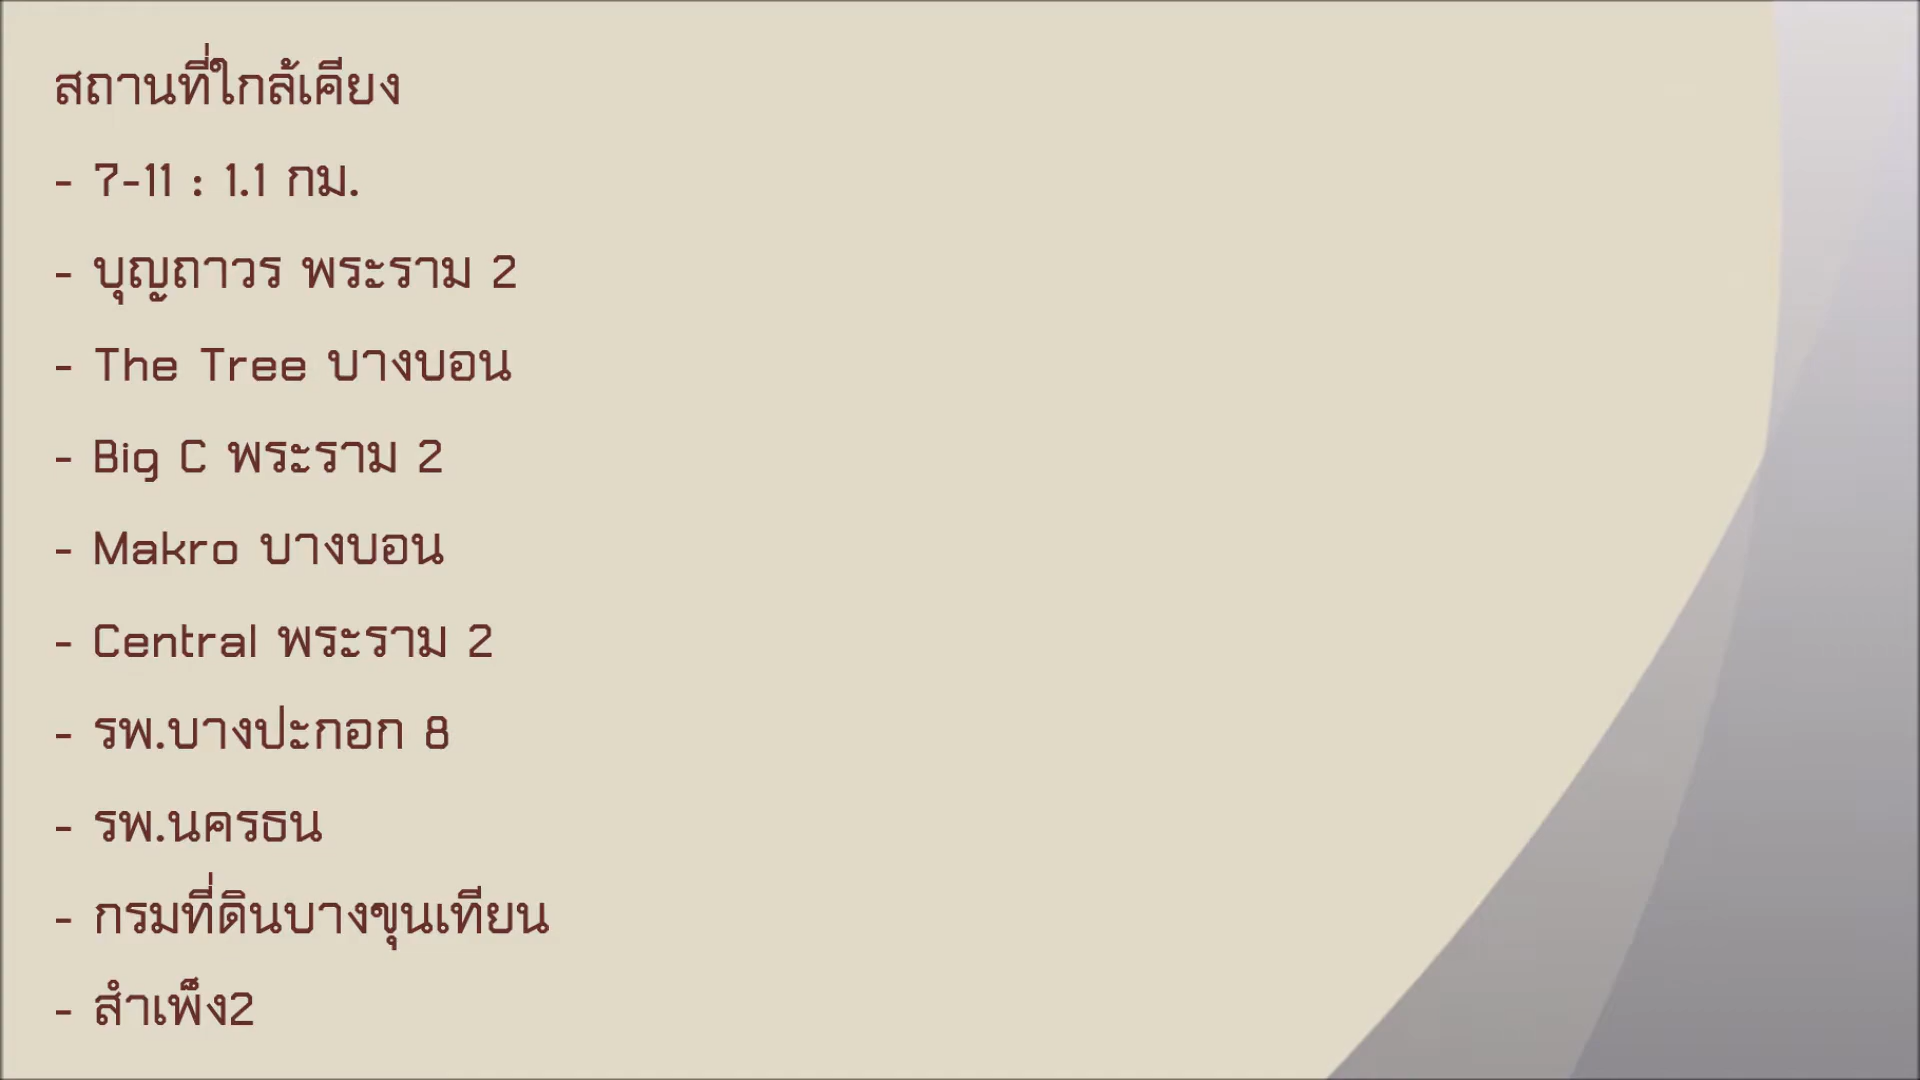 สถานที่ใกล้เคียง
- 7-11 : 1.1 กม.
- บุญถาวร พระราม 2
- The Tree บางบอน
- Big C พระราม 2
- Makro บางบอน
- Central พระราม 2
- รพ.บางปะกอก 8
- รพ.นครธน
- กรมที่ดินบางขุนเทียน
- สำเพ็ง2